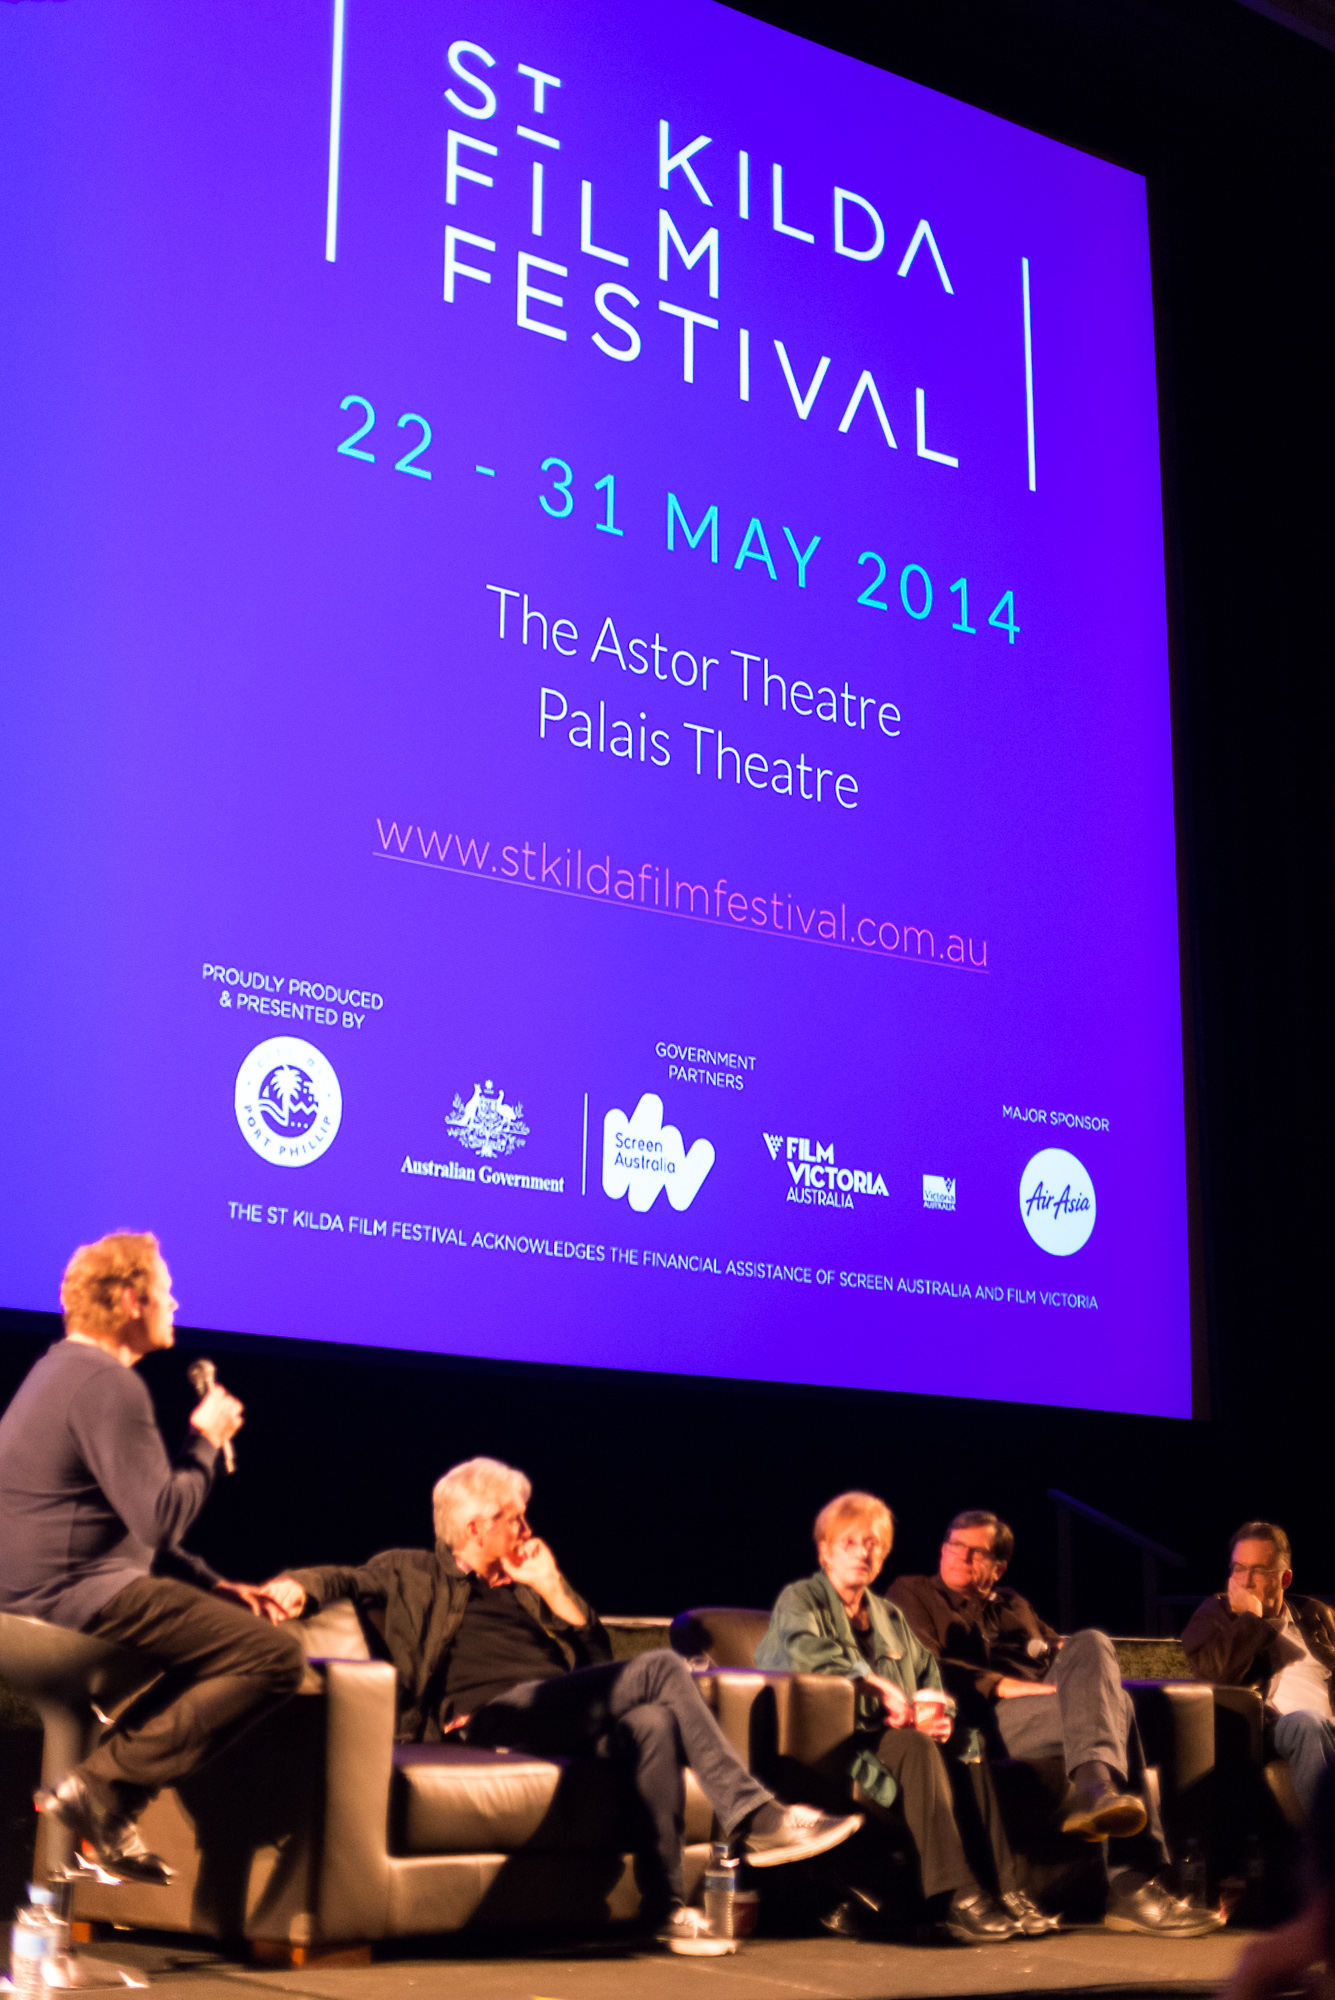 ST KILDA
FILM
FESTIVAL
22 - 31 MAY 2014
The Astor Theatre
Palais Theatre
www.stkildafilmfestival.com.au
PROUDLY PRODUCED
& PRESENTED BY
PORT PHILLIP
GOVERNMENT
PARTNERS
Australian Government
Screen
Australia
FILM
VICTORIA
AUSTRALIA
Victoria
AUSTRALIA
MAJOR SPONSOR
AirAsia
THE ST KILDA FILM FESTIVAL ACKNOWLEDGES THE FINANCIAL ASSISTANCE OF SCREEN AUSTRALIA AND FILM VICTORIA